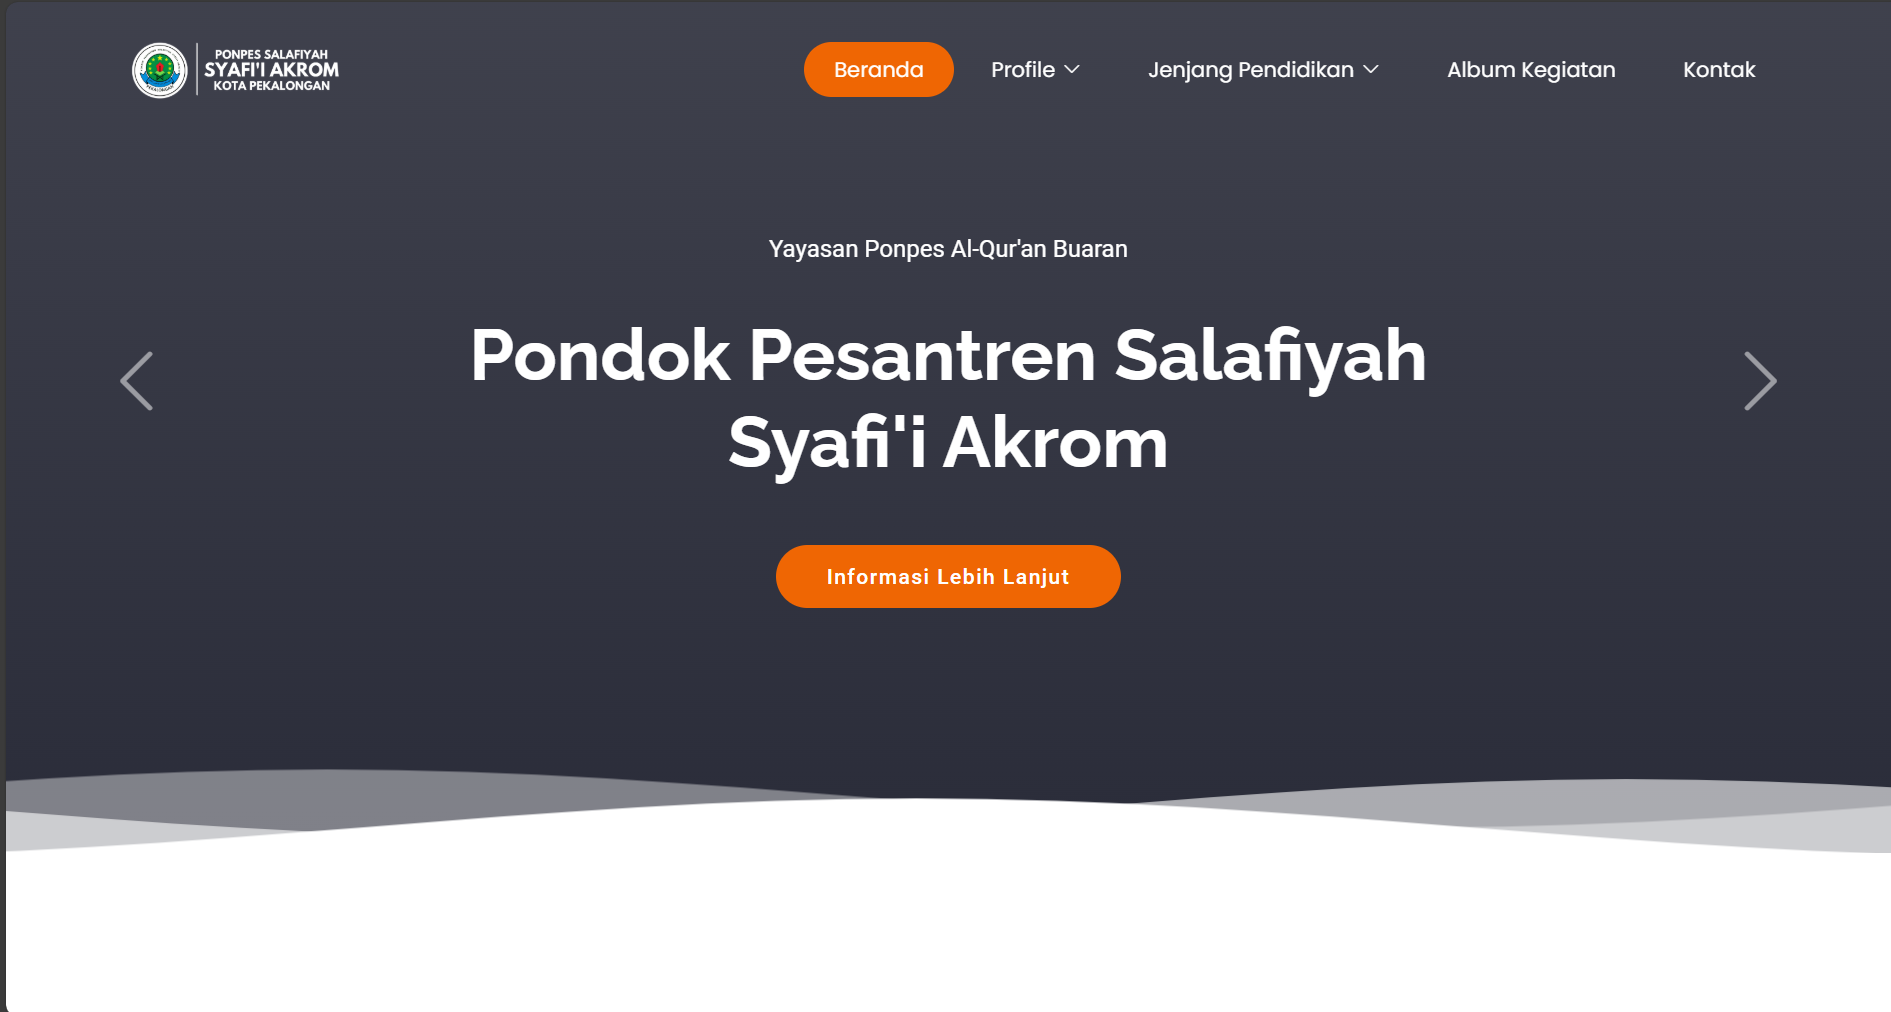 PONPES SALAFIYAH
SYAFI'I AKROM
KOTA PEKALONGAN
Beranda
Profile
Jenjang Pendidikan
Album Kegiatan
Kontak
Yayasan Ponpes Al-Qur'an Buaran
Pondok Pesantren Salafiyah
Syafi'i Akrom
Informasi Lebih Lanjut